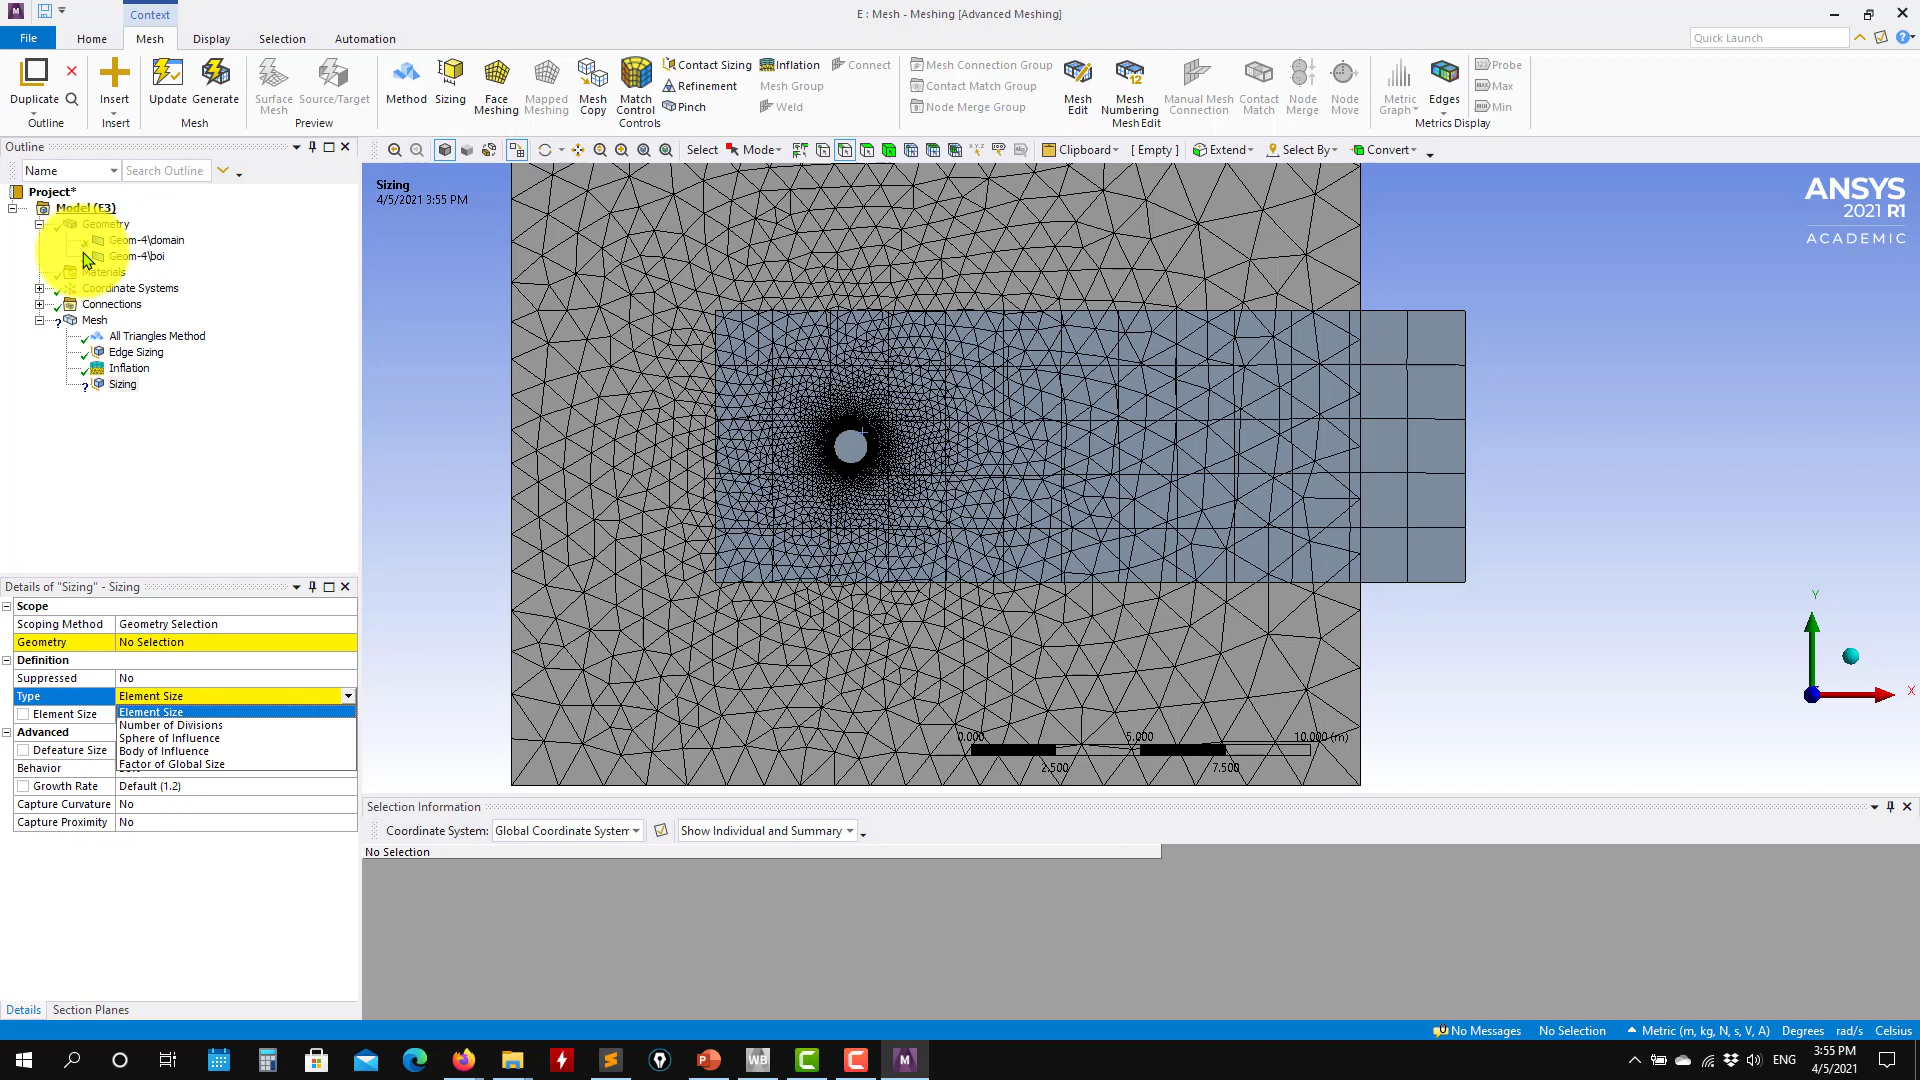 Context
E : Mesh - Meshing [Advanced Meshing]
File
Home
Mesh
Display
Selection
Automation
Quick Launch
Duplicate
Outline
Insert
Insert
Update
Generate
Mesh
Surface Mesh
Source/Target
Preview
Method
Sizing
Face Meshing
Mapped Meshing
Mesh Copy
Match Control
Controls
Contact Sizing
Refinement
Pinch
Inflation
Mesh Group
Weld
Connect
Mesh Connection Group
Contact Match Group
Node Merge Group
Mesh Edit
Mesh Numbering
Manual Mesh Connection
Contact Match
Node Merge
Node Move
Mesh Edit
Metric Graph
Edges
Probe
Max
Min
Metrics Display
Outline
Select
Mode
Clipboard
[ Empty ]
Extend
Select By
Convert
Name
Search Outline
Project*
Model (E3)
Geometry
Geom-4\domain
Geom-4\boi
Materials
Coordinate Systems
Connections
Mesh
All Triangles Method
Edge Sizing
Inflation
Sizing
Sizing
4/5/2021 3:55 PM
ANSYS
2021 R1
ACADEMIC
Y
X
0.000
5.000
10.000 (m)
2.500
7.500
Details of "Sizing" - Sizing
Scope
Scoping Method
Geometry Selection
Geometry
No Selection
Definition
Suppressed
No
Type
Element Size
Element Size
Element Size
Number of Divisions
Sphere of Influence
Body of Influence
Factor of Global Size
Advanced
Defeature Size
Behavior
Growth Rate
Default (1.2)
Capture Curvature
No
Capture Proximity
No
Selection Information
Coordinate System:
Global Coordinate System
Show Individual and Summary
No Selection
Details
Section Planes
No Messages
No Selection
Metric (m, kg, N, s, V, A)
Degrees
rad/s
Celsius
WB
M
ENG
3:55 PM
4/5/2021